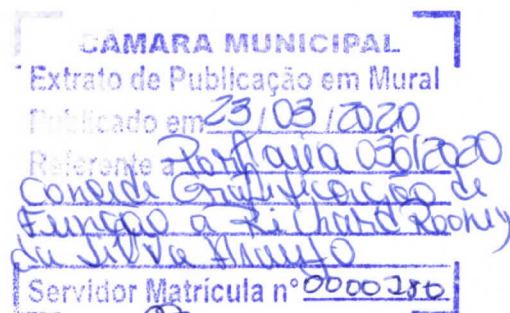 CÂMARA MUNICIPAL
Extrato de Publicação em Mural
Publicado em 23/03/2020
Referente a Portaria 036/2020
Concede Gratificação de
Função a Richard Rooney
da Silva Araujo
Servidor Matrícula nº 0000180